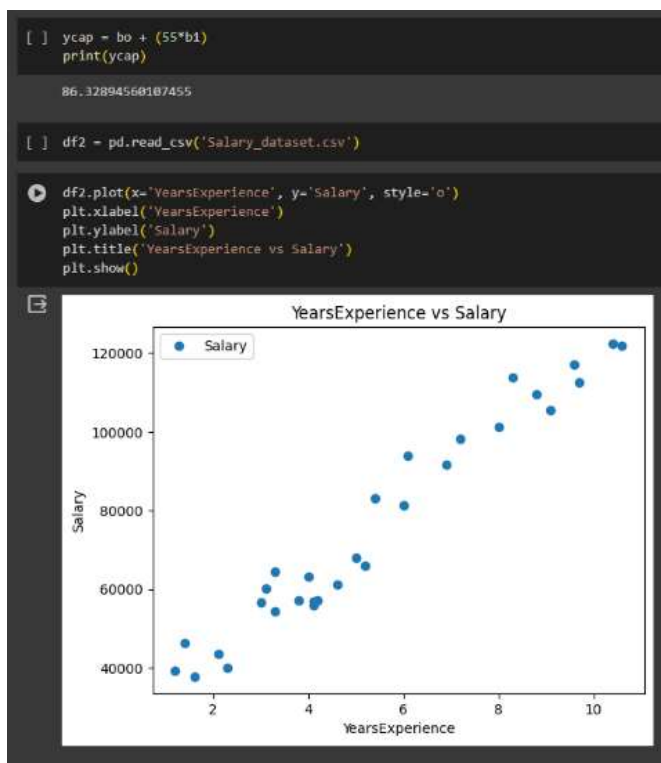 [ ] ycap = bo + (55*b1)
print(ycap)
86.32894560107455
[ ] df2 = pd.read_csv('Salary_dataset.csv')
df2.plot(x='YearsExperience', y='Salary', style='o')
plt.xlabel('YearsExperience')
plt.ylabel('Salary')
plt.title('YearsExperience vs Salary')
plt.show()
YearsExperience vs Salary
Salary
120000
100000
80000
60000
40000
Salary
2 4 6 8 10
YearsExperience